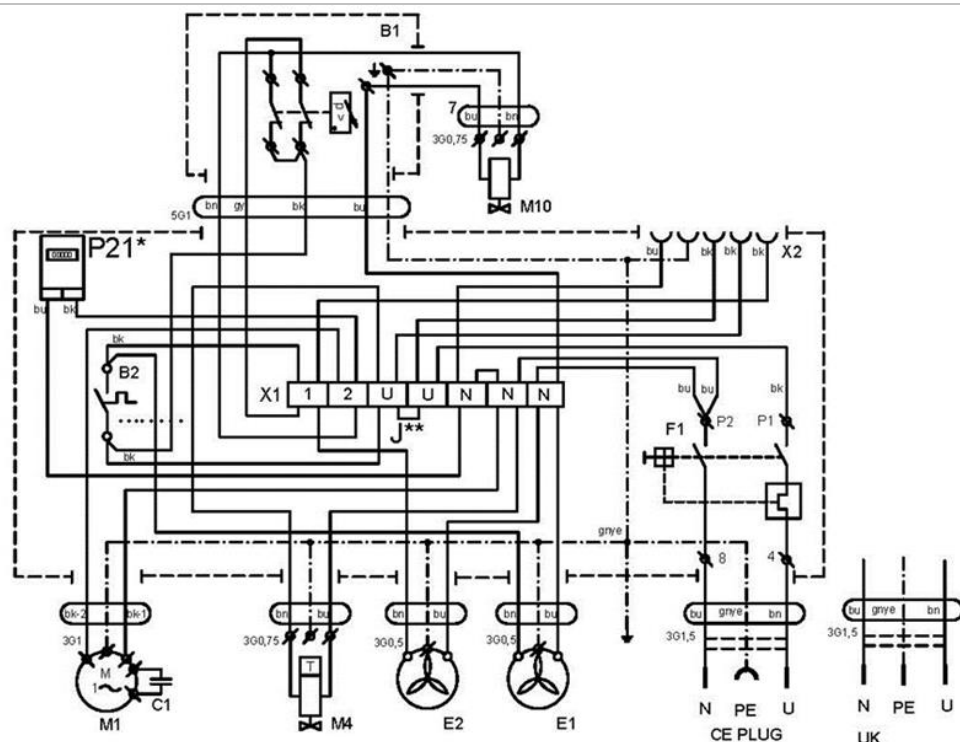 B1
7
bu
bn
3G0,75
M10
p >
5G1
bn
gy
bk
bu
P21*
00000
bu
bk
bu
bk
bk
bk
X2
bk
B2
X1
1
2
U
U
N
N
N
J**
bk
bu
bu
bk
F1
P2
P1
gnye
8
4
bk-2
bk-1
bn
bu
bn
bu
bn
bu
bu
gnye
bn
bu
gnye
bn
3G1
3G0,75
3G0,5
3G0,5
3G1,5
3G1,5
M
1
T
C1
M1
M4
E2
E1
N
PE
U
N
PE
U
CE PLUG
UK